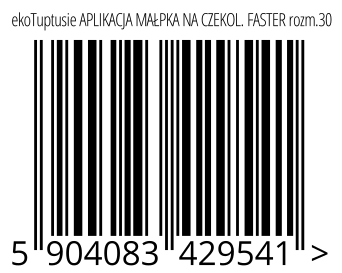 ekoTuptusie APLIKACJA MAŁPKA NA CZEKOL. FASTER rozm.30
5 904083 429541 >